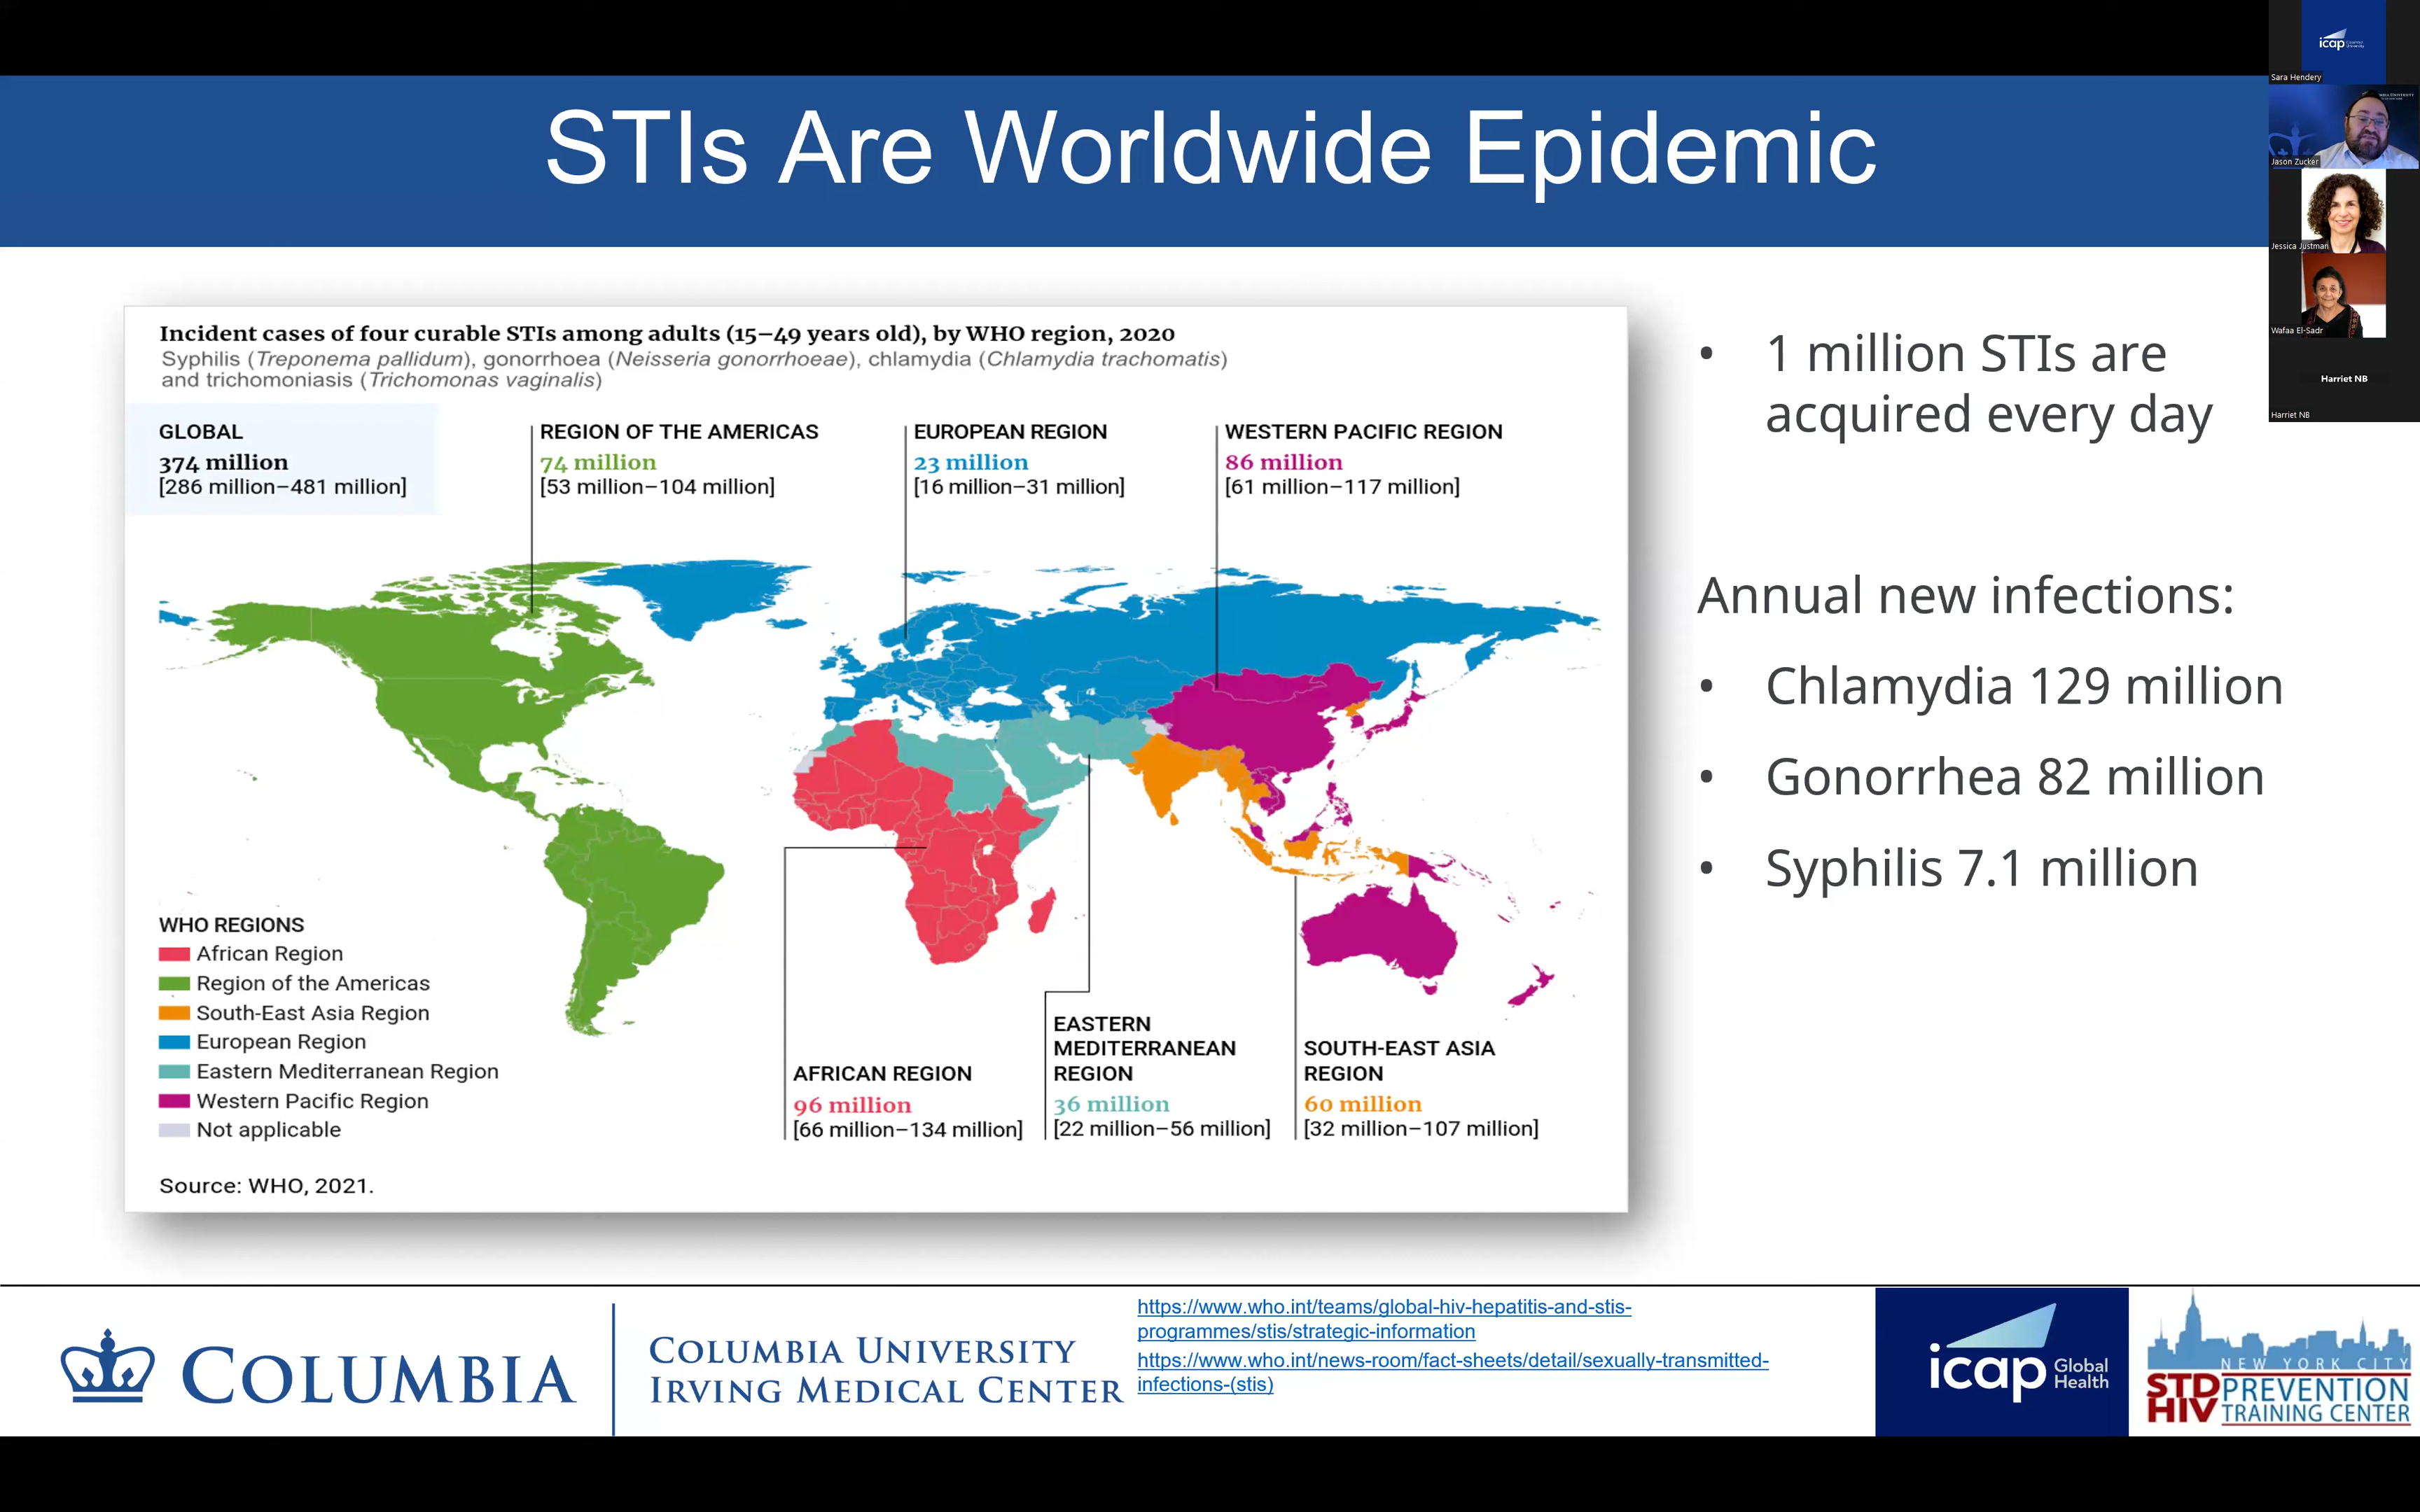 STIs Are Worldwide Epidemic
Incident cases of four curable STIs among adults (15–49 years old), by WHO region, 2020
Syphilis (Treponema pallidum), gonorrhoea (Neisseria gonorrhoeae), chlamydia (Chlamydia trachomatis)
and trichomoniasis (Trichomonas vaginalis)
GLOBAL
374 million
[286 million–481 million]
REGION OF THE AMERICAS
74 million
[53 million–104 million]
EUROPEAN REGION
23 million
[16 million–31 million]
WESTERN PACIFIC REGION
86 million
[61 million–117 million]
WHO REGIONS
African Region
Region of the Americas
South-East Asia Region
European Region
Eastern Mediterranean Region
Western Pacific Region
Not applicable
AFRICAN REGION
96 million
[66 million–134 million]
EASTERN
MEDITERRANEAN
REGION
36 million
[22 million–56 million]
SOUTH-EAST ASIA
REGION
60 million
[32 million–107 million]
Source: WHO, 2021.
• 1 million STIs are
acquired every day
Annual new infections:
• Chlamydia 129 million
• Gonorrhea 82 million
• Syphilis 7.1 million
COLUMBIA
COLUMBIA UNIVERSITY
IRVING MEDICAL CENTER
https://www.who.int/teams/global-hiv-hepatitis-and-stis-
programmes/stis/strategic-information
https://www.who.int/news-room/fact-sheets/detail/sexually-transmitted-
infections-(stis)
icap Global
Health
NEW YORK CITY
STD PREVENTION
HIV TRAINING CENTER
icap
Sara Hendery
Jason Zucker
Jessica Justman
Wafaa El-Sadr
Harriet NB
Harriet NB